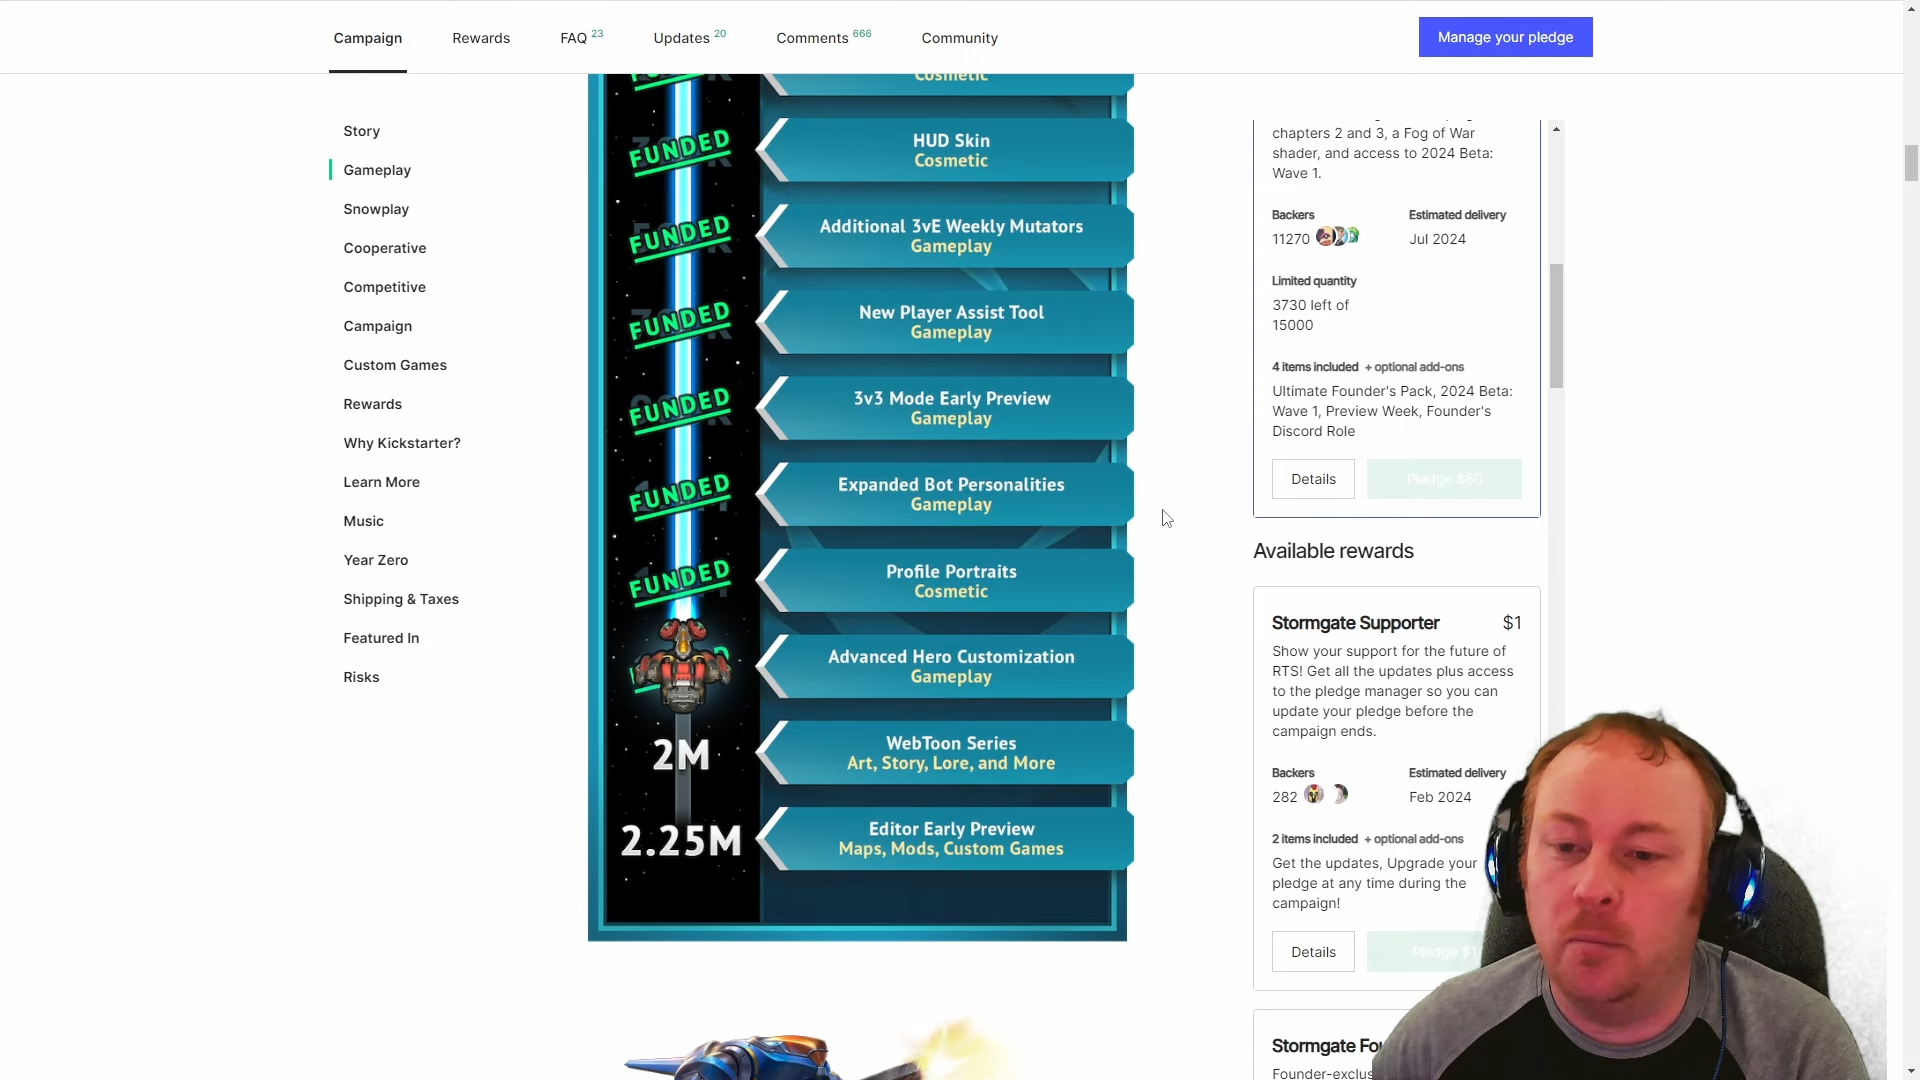 Campaign
Rewards
FAQ 23
Updates 20
Comments 666
Community
Manage your pledge
Story
Gameplay
Snowplay
Cooperative
Competitive
Campaign
Custom Games
Rewards
Why Kickstarter?
Learn More
Music
Year Zero
Shipping & Taxes
Featured In
Risks
Cosmetic
FUNDED
HUD Skin
Cosmetic
FUNDED
Additional 3vE Weekly Mutators
Gameplay
FUNDED
New Player Assist Tool
Gameplay
FUNDED
3v3 Mode Early Preview
Gameplay
FUNDED
Expanded Bot Personalities
Gameplay
FUNDED
Profile Portraits
Cosmetic
Advanced Hero Customization
Gameplay
2M
WebToon Series
Art, Story, Lore, and More
2.25M
Editor Early Preview
Maps, Mods, Custom Games
chapters 2 and 3, a Fog of War
shader, and access to 2024 Beta:
Wave 1.
Backers
11270
Estimated delivery
Jul 2024
Limited quantity
3730 left of
15000
4 items included + optional add-ons
Ultimate Founder's Pack, 2024 Beta:
Wave 1, Preview Week, Founder's
Discord Role
Details
Pledge $60
Available rewards
Stormgate Supporter
$1
Show your support for the future of
RTS! Get all the updates plus access
to the pledge manager so you can
update your pledge before the
campaign ends.
Backers
282
Estimated delivery
Feb 2024
2 items included + optional add-ons
Get the updates, Upgrade your
pledge at any time during the
campaign!
Details
Pledge $1
Stormgate